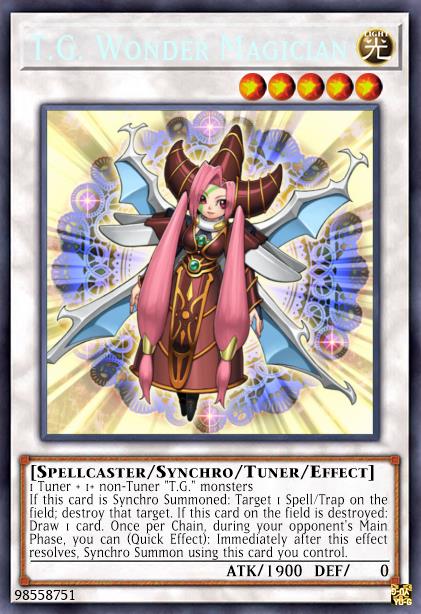 T.G. Wonder Magician
LIGHT
光
[Spellcaster/Synchro/Tuner/Effect]
1 Tuner + 1+ non-Tuner "T.G." monsters
If this card is Synchro Summoned: Target 1 Spell/Trap on the
field; destroy that target. If this card on the field is destroyed:
Draw 1 card. Once per Chain, during your opponent's Main
Phase, you can (Quick Effect): Immediately after this effect
resolves, Synchro Summon using this card you control.
ATK/1900 DEF/ 0
98558751